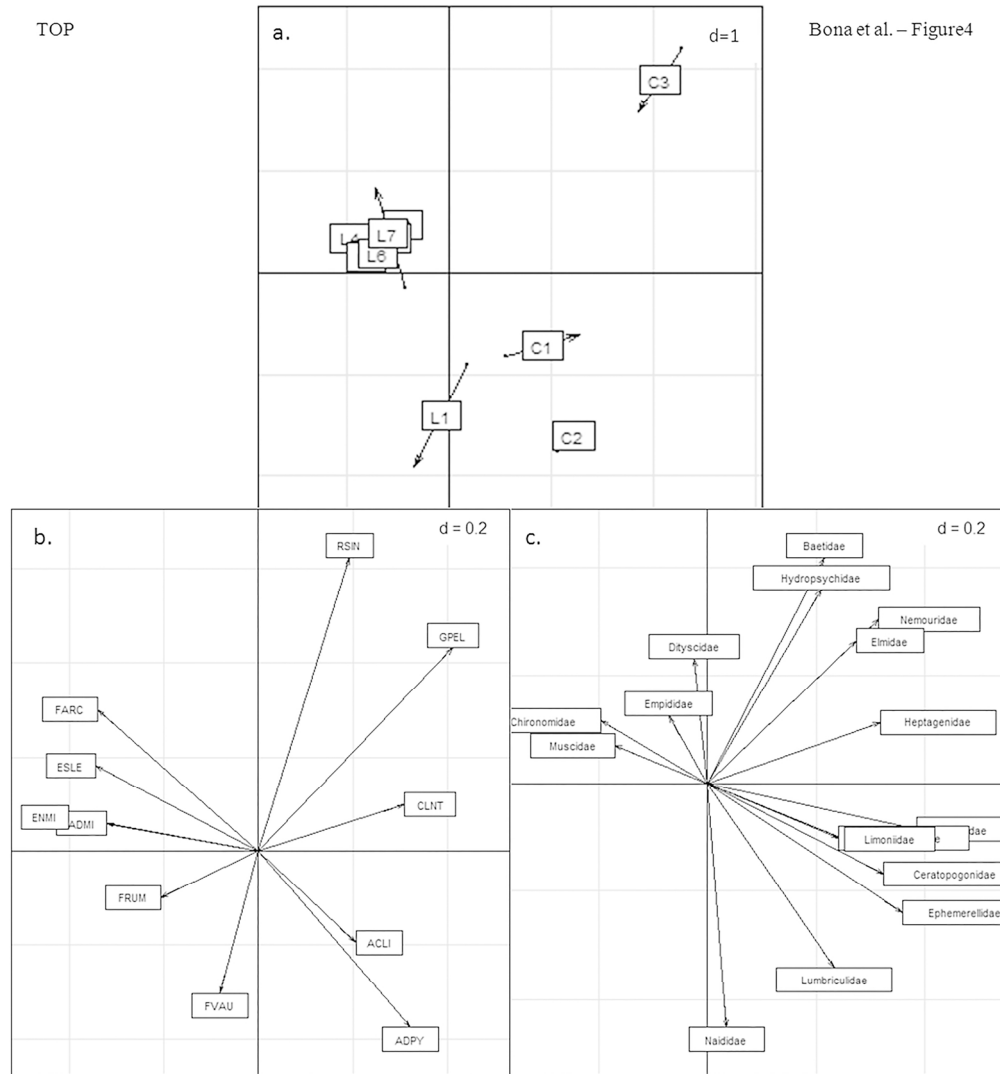 TOP
Bona et al. – Figure4
a.
d=1
C3
L7
L6
C1
L1
C2
b.
d = 0.2
RSIN
GPEL
FARC
ESLE
CLNT
ENMI
ADMI
FRUM
ACLI
FVAU
ADPY
c.
d = 0.2
Baetidae
Hydropsychidae
Nemouridae
Elmidae
Dityscidae
Empididae
Chironomidae
Heptagenidae
Muscidae
Limoniidae
Ceratopogonidae
Ephemerellidae
Lumbriculidae
Naididae